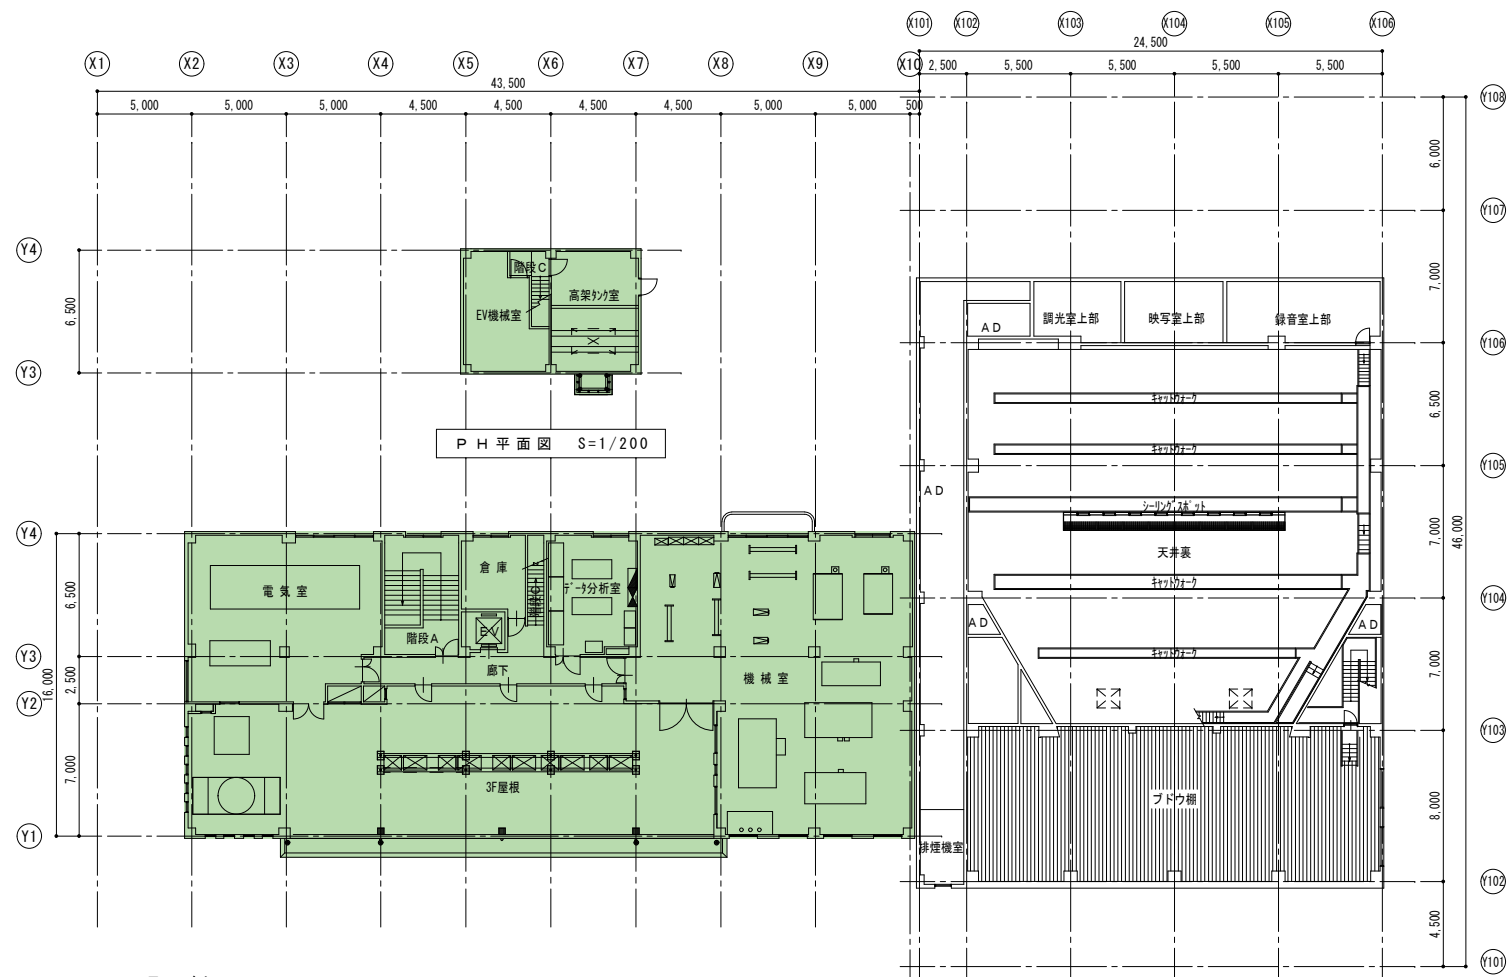 X101 X102 X103 X104 X105 X106
24,500
X1 X2 X3 X4 X5 X6 X7 X8 X9 X10
2,500 5,500 5,500 5,500 5,500
43,500
5,000 5,000 5,000 4,500 4,500 4,500 4,500 5,000 5,000 500
Y108
6,000
Y107
7,000
Y4
階段C
高架タンク室
EV機械室
6,500
Y3
PH平面図 S=1/200
調光室上部
映写室上部
録音室上部
AD
Y106
キャットウォーク
6,500
キャットウォーク
Y105
AD
シーリングスポット
天井裏
7,000
46,000
キャットウォーク
Y104
AD
AD
キャットウォーク
7,000
Y103
ブドウ棚
8,000
排煙機室
Y102
4,500
Y101
Y4
電気室
倉庫
データ分析室
階段C
6,500
階段A
EV
Y3
廊下
機械室
2,500
16,000
Y2
7,000
3F屋根
Y1